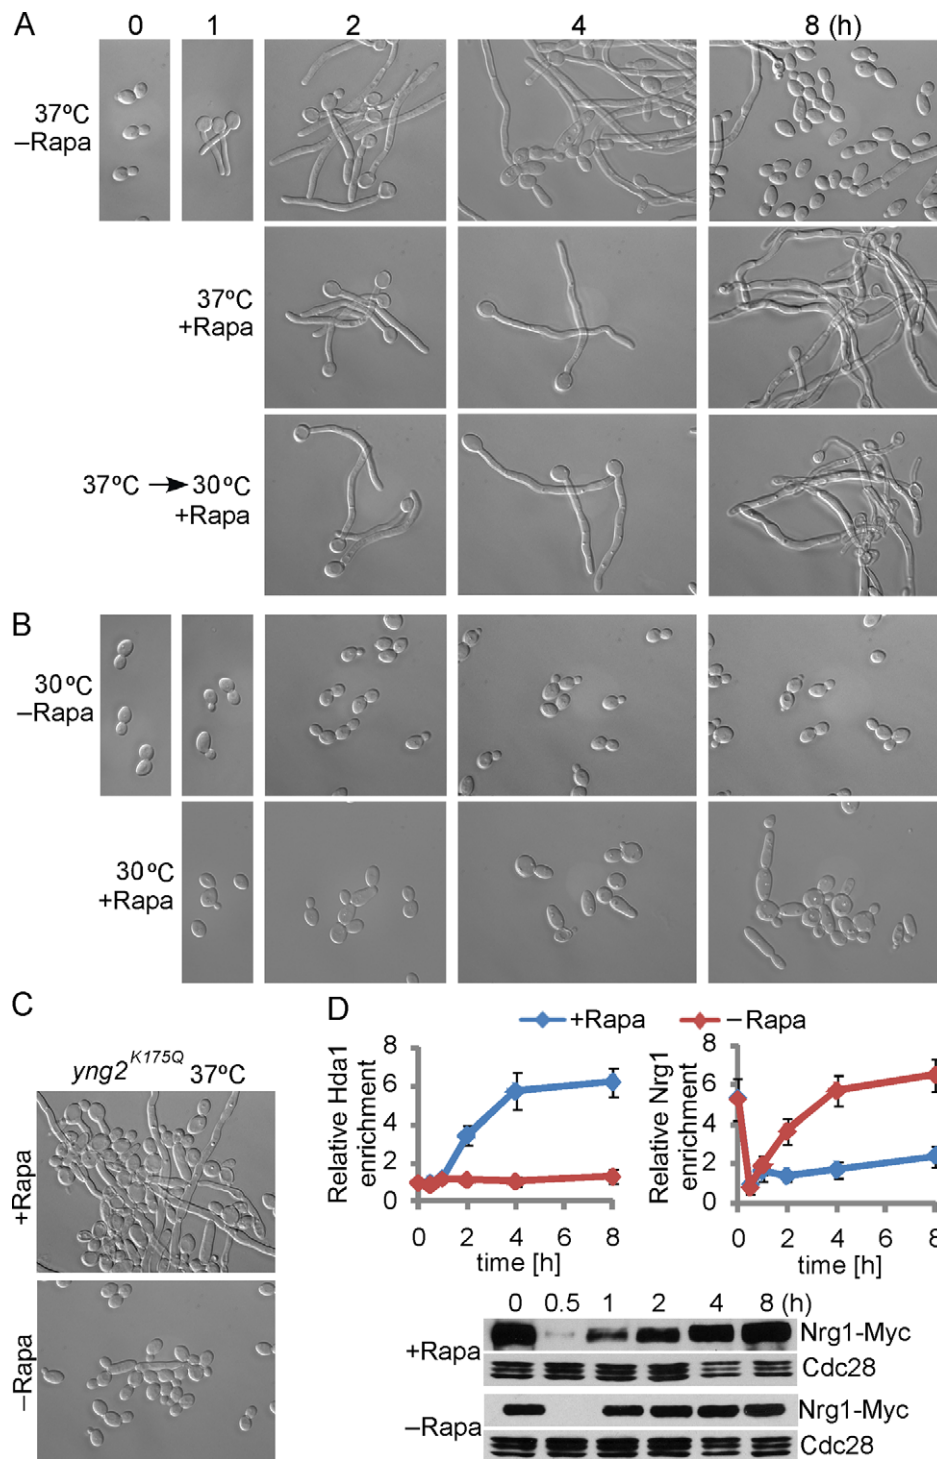 A
0 1 2 4 8 (h)
37ºC
–Rapa
37ºC
+Rapa
37ºC → 30ºC
+Rapa
B
30ºC
–Rapa
30ºC
+Rapa
C
yng2K175Q 37ºC
+Rapa
–Rapa
D
+Rapa –Rapa
Relative Hda1
enrichment
8
6
4
2
0
0 2 4 6 8
time [h]
Relative Nrg1
enrichment
8
6
4
2
0
0 2 4 6 8
time [h]
0 0.5 1 2 4 8 (h)
+Rapa
Nrg1-Myc
Cdc28
–Rapa
Nrg1-Myc
Cdc28